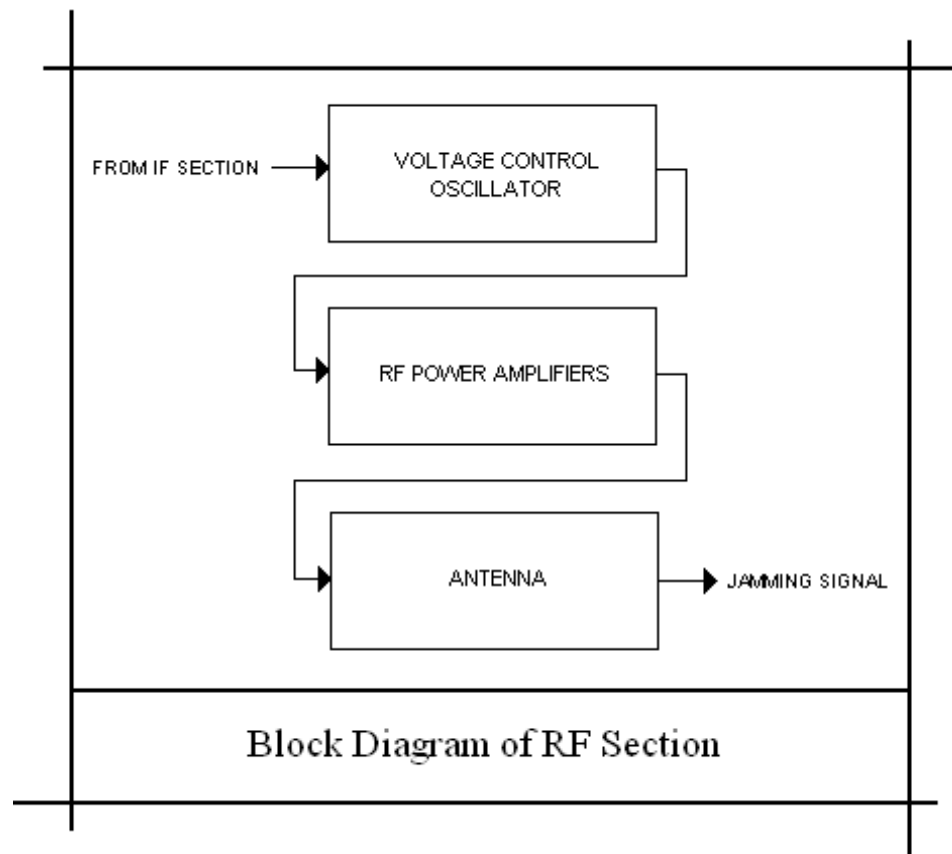 FROM IF SECTION
VOLTAGE CONTROL
OSCILLATOR
RF POWER AMPLIFIERS
ANTENNA
JAMMING SIGNAL
Block Diagram of RF Section